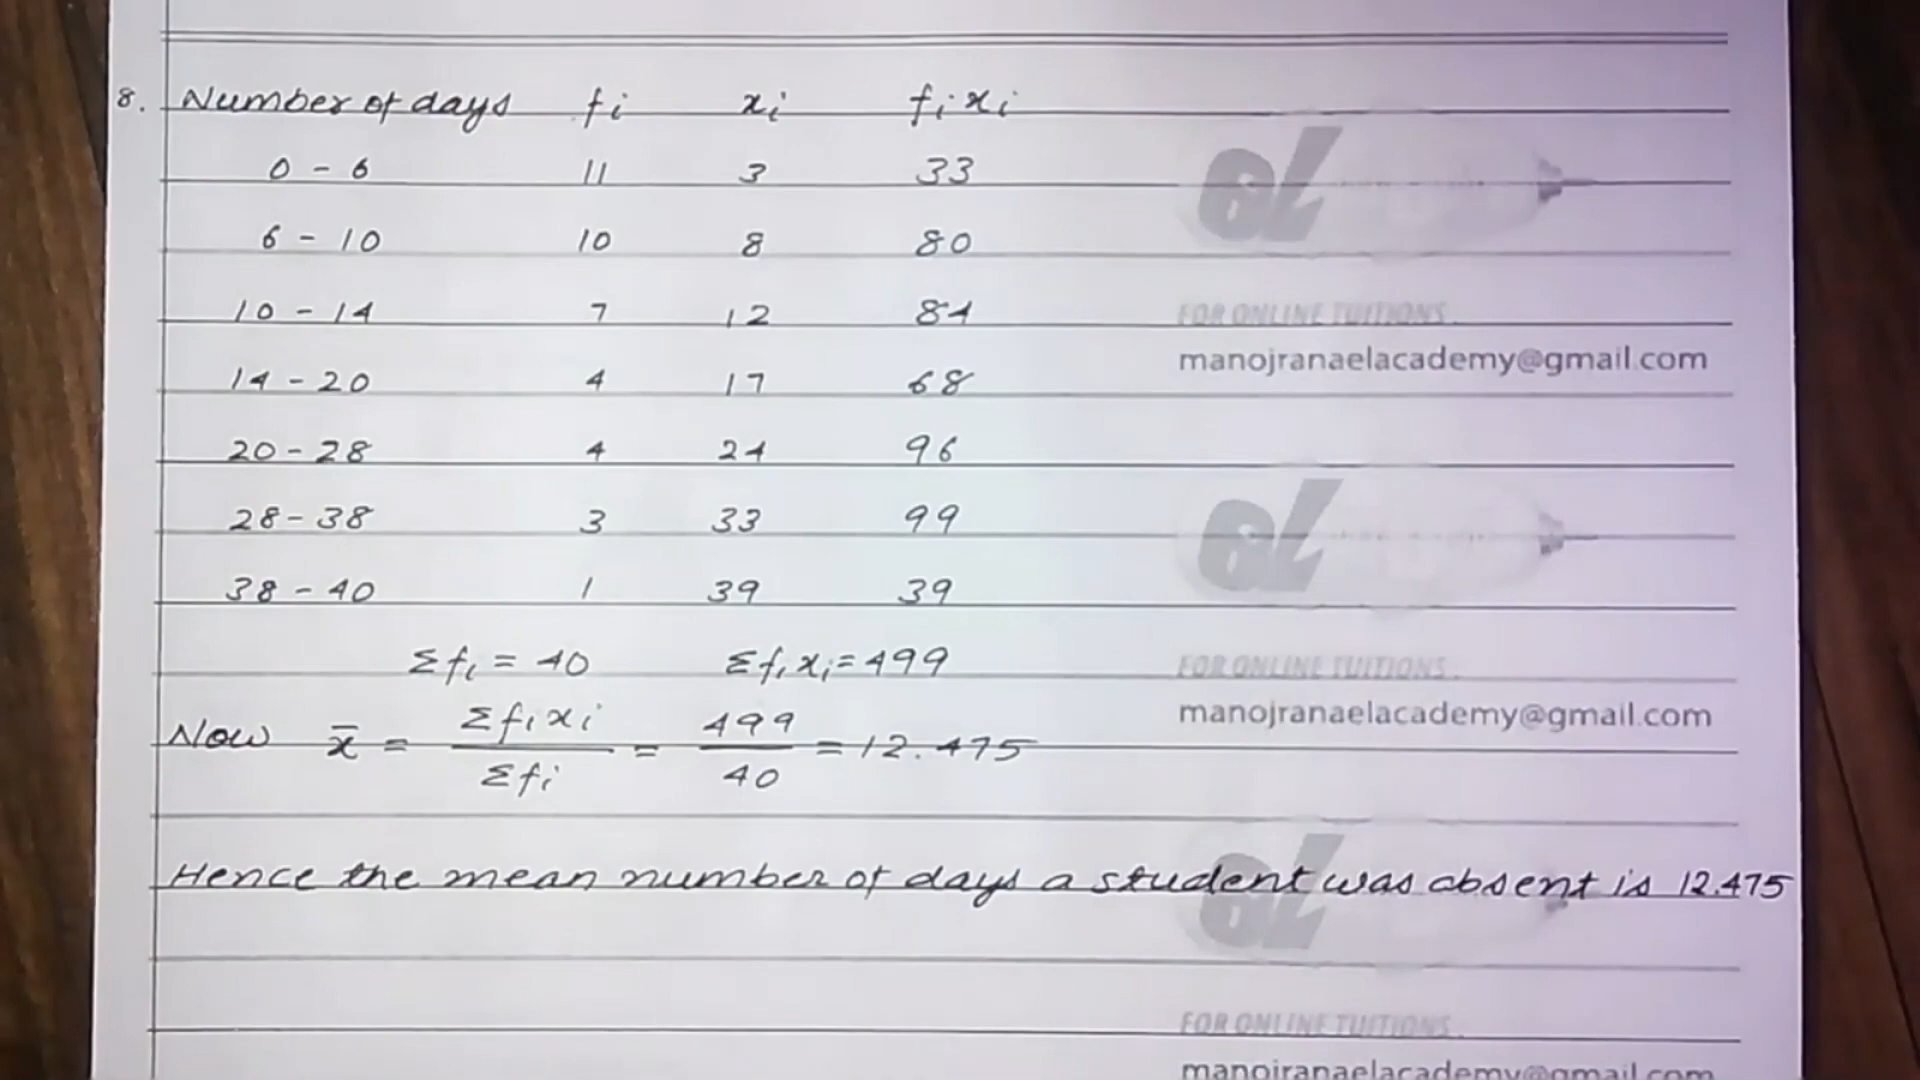 8. Number of days fi xi fixi
0 - 6 11 3 33
6 - 10 10 8 80
10 - 14 7 12 84
14 - 20 4 17 68
20 - 28 4 24 96
28 - 38 3 33 99
38 - 40 1 39 39
Σfi = 40 Σfixi = 499
Now x̄ = Σfixi / Σfi = 499 / 40 = 12.475
Hence the mean number of days a student was absent is 12.475
eL
FOR ONLINE TUITIONS
manojranaelacademy@gmail.com
eL
FOR ONLINE TUITIONS
manojranaelacademy@gmail.com
eL
FOR ONLINE TUITIONS
manojranaelacademy@gmail.com